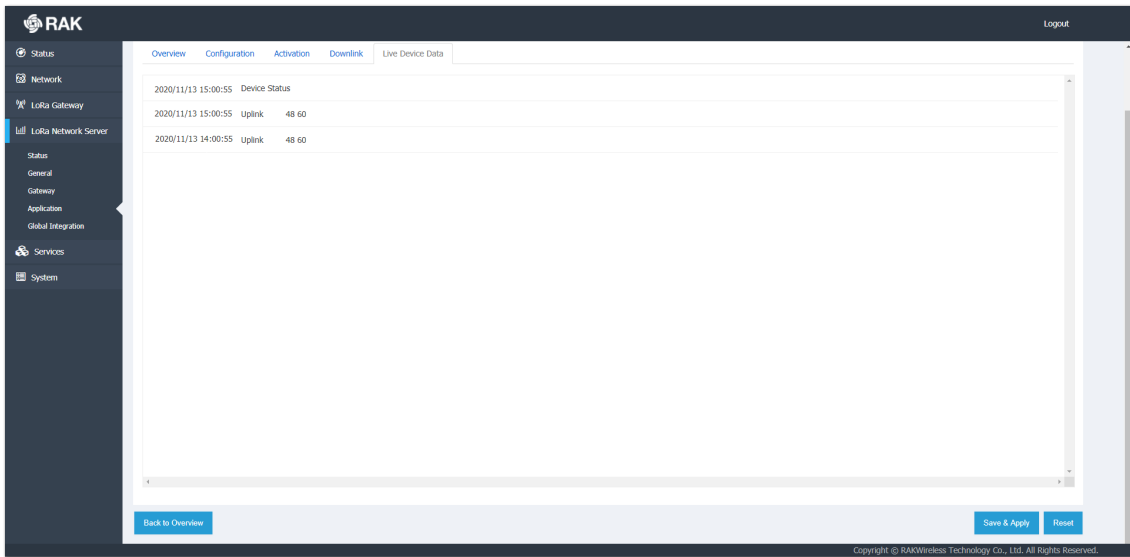 RAK
Logout
Status
Network
LoRa Gateway
LoRa Network Server
Status
General
Gateway
Application
Global Integration
Services
System
Overview Configuration Activation Downlink Live Device Data
2020/11/13 15:00:55 Device Status
2020/11/13 15:00:55 Uplink 48 60
2020/11/13 14:00:55 Uplink 48 60
Back to Overview Save & Apply Reset
Copyright © RAKWireless Technology Co., Ltd. All Rights Reserved.